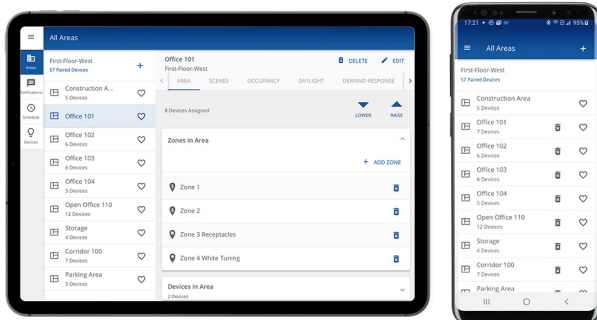 All Areas
Areas
Notifications
Schedule
Devices
First-Floor-West
57 Paired Devices
+
Construction A...
5 Devices
Office 101
Office 102
6 Devices
Office 103
6 Devices
Office 104
5 Devices
Open Office 110
12 Devices
Storage
4 Devices
Corridor 100
7 Devices
Parking Area
5 Devices
Office 101
First-Floor-West
DELETE
EDIT
AREA SCENES OCCUPANCY DAYLIGHT DEMAND RESPONSE
8 Devices Assigned
LOWER
RAISE
Zones in Area
+ ADD ZONE
Zone 1
Zone 2
Zone 3 Receptacles
Zone 4 White Tuning
Devices in Area
2 Devices
17:21
95%
All Areas
+
First-Floor-West
57 Paired Devices
Construction Area
5 Devices
Office 101
7 Devices
Office 102
6 Devices
Office 103
6 Devices
Office 104
5 Devices
Open Office 110
12 Devices
Storage
4 Devices
Corridor 100
7 Devices
Parking Area